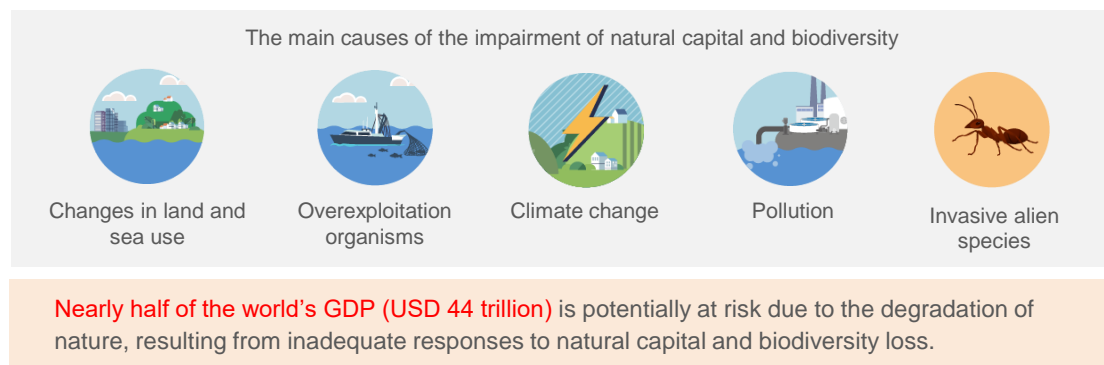 The main causes of the impairment of natural capital and biodiversity
Changes in land and
sea use
Overexploitation
organisms
Climate change
Pollution
Invasive alien
species
Nearly half of the world's GDP (USD 44 trillion) is potentially at risk due to the degradation of
nature, resulting from inadequate responses to natural capital and biodiversity loss.